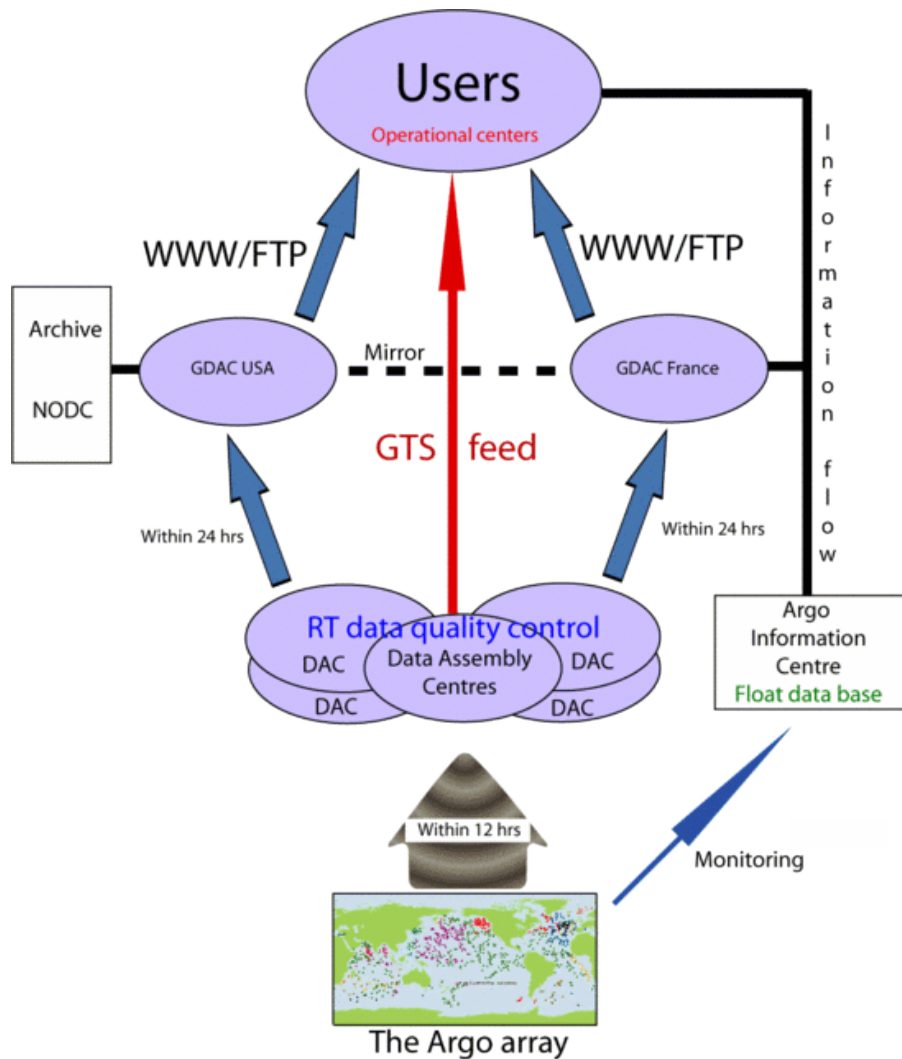 Users
Operational centers
WWW/FTP
WWW/FTP
Information flow
Archive
NODC
GDAC USA
Mirror
GDAC France
GTS feed
Within 24 hrs
Within 24 hrs
RT data quality control
DAC
Data Assembly
Centres
DAC
DAC
DAC
Argo
Information
Centre
Float data base
Within 12 hrs
Monitoring
The Argo array